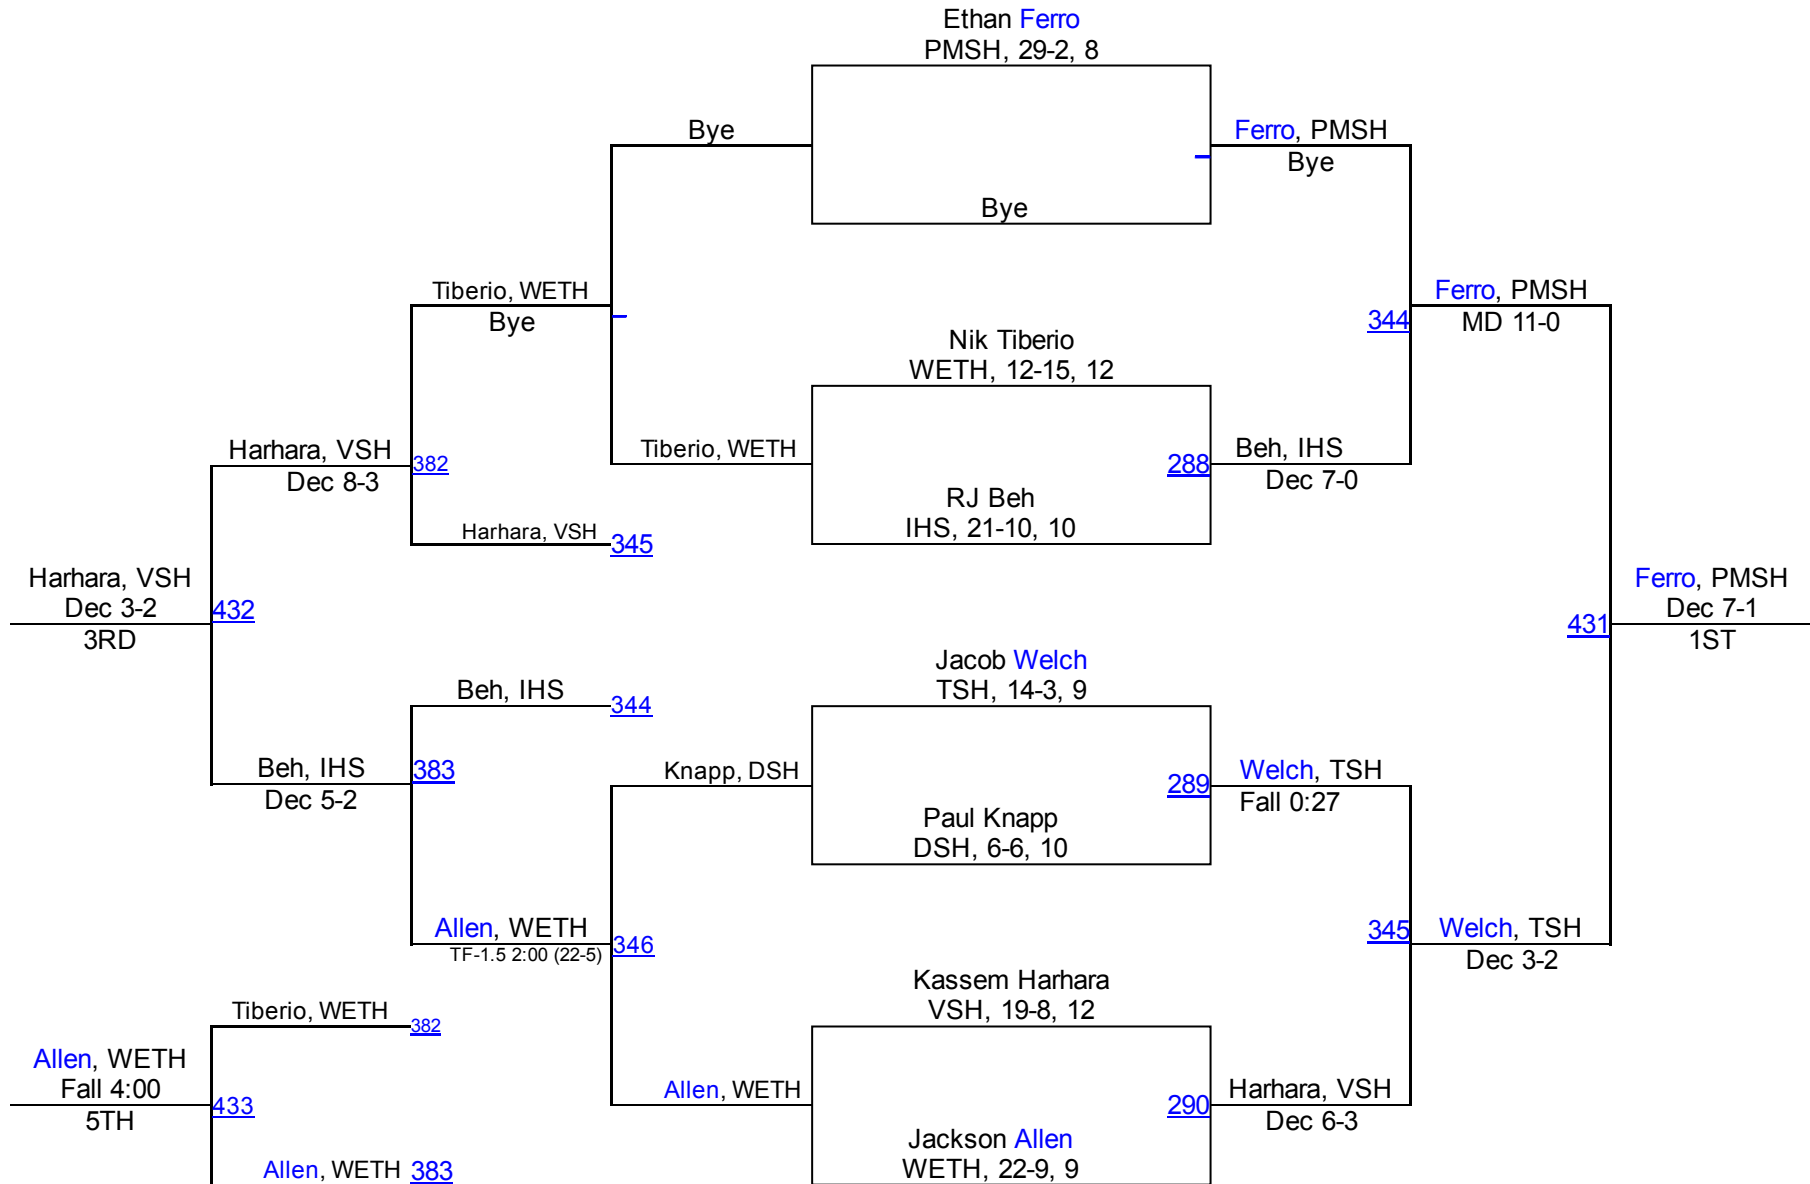 Ethan Ferro
PMSH, 29-2, 8
Bye
Ferro, PMSH
Bye
Bye
Tiberio, WETH
Bye
Ferro, PMSH
344
MD 11-0
Nik Tiberio
WETH, 12-15, 12
Harhara, VSH
382
Dec 8-3
Tiberio, WETH
288
Beh, IHS
Dec 7-0
RJ Beh
IHS, 21-10, 10
Harhara, VSH
345
Harhara, VSH
Dec 3-2
432
3RD
Ferro, PMSH
Dec 7-1
431
1ST
Jacob Welch
TSH, 14-3, 9
Beh, IHS
344
Beh, IHS
383
Dec 5-2
Knapp, DSH
289
Welch, TSH
Fall 0:27
Paul Knapp
DSH, 6-6, 10
Allen, WETH
346
TF-1.5 2:00 (22-5)
345
Welch, TSH
Dec 3-2
Kassem Harhara
VSH, 19-8, 12
Tiberio, WETH
382
Allen, WETH
Fall 4:00
433
5TH
Allen, WETH
290
Harhara, VSH
Dec 6-3
Jackson Allen
WETH, 22-9, 9
Allen, WETH 383